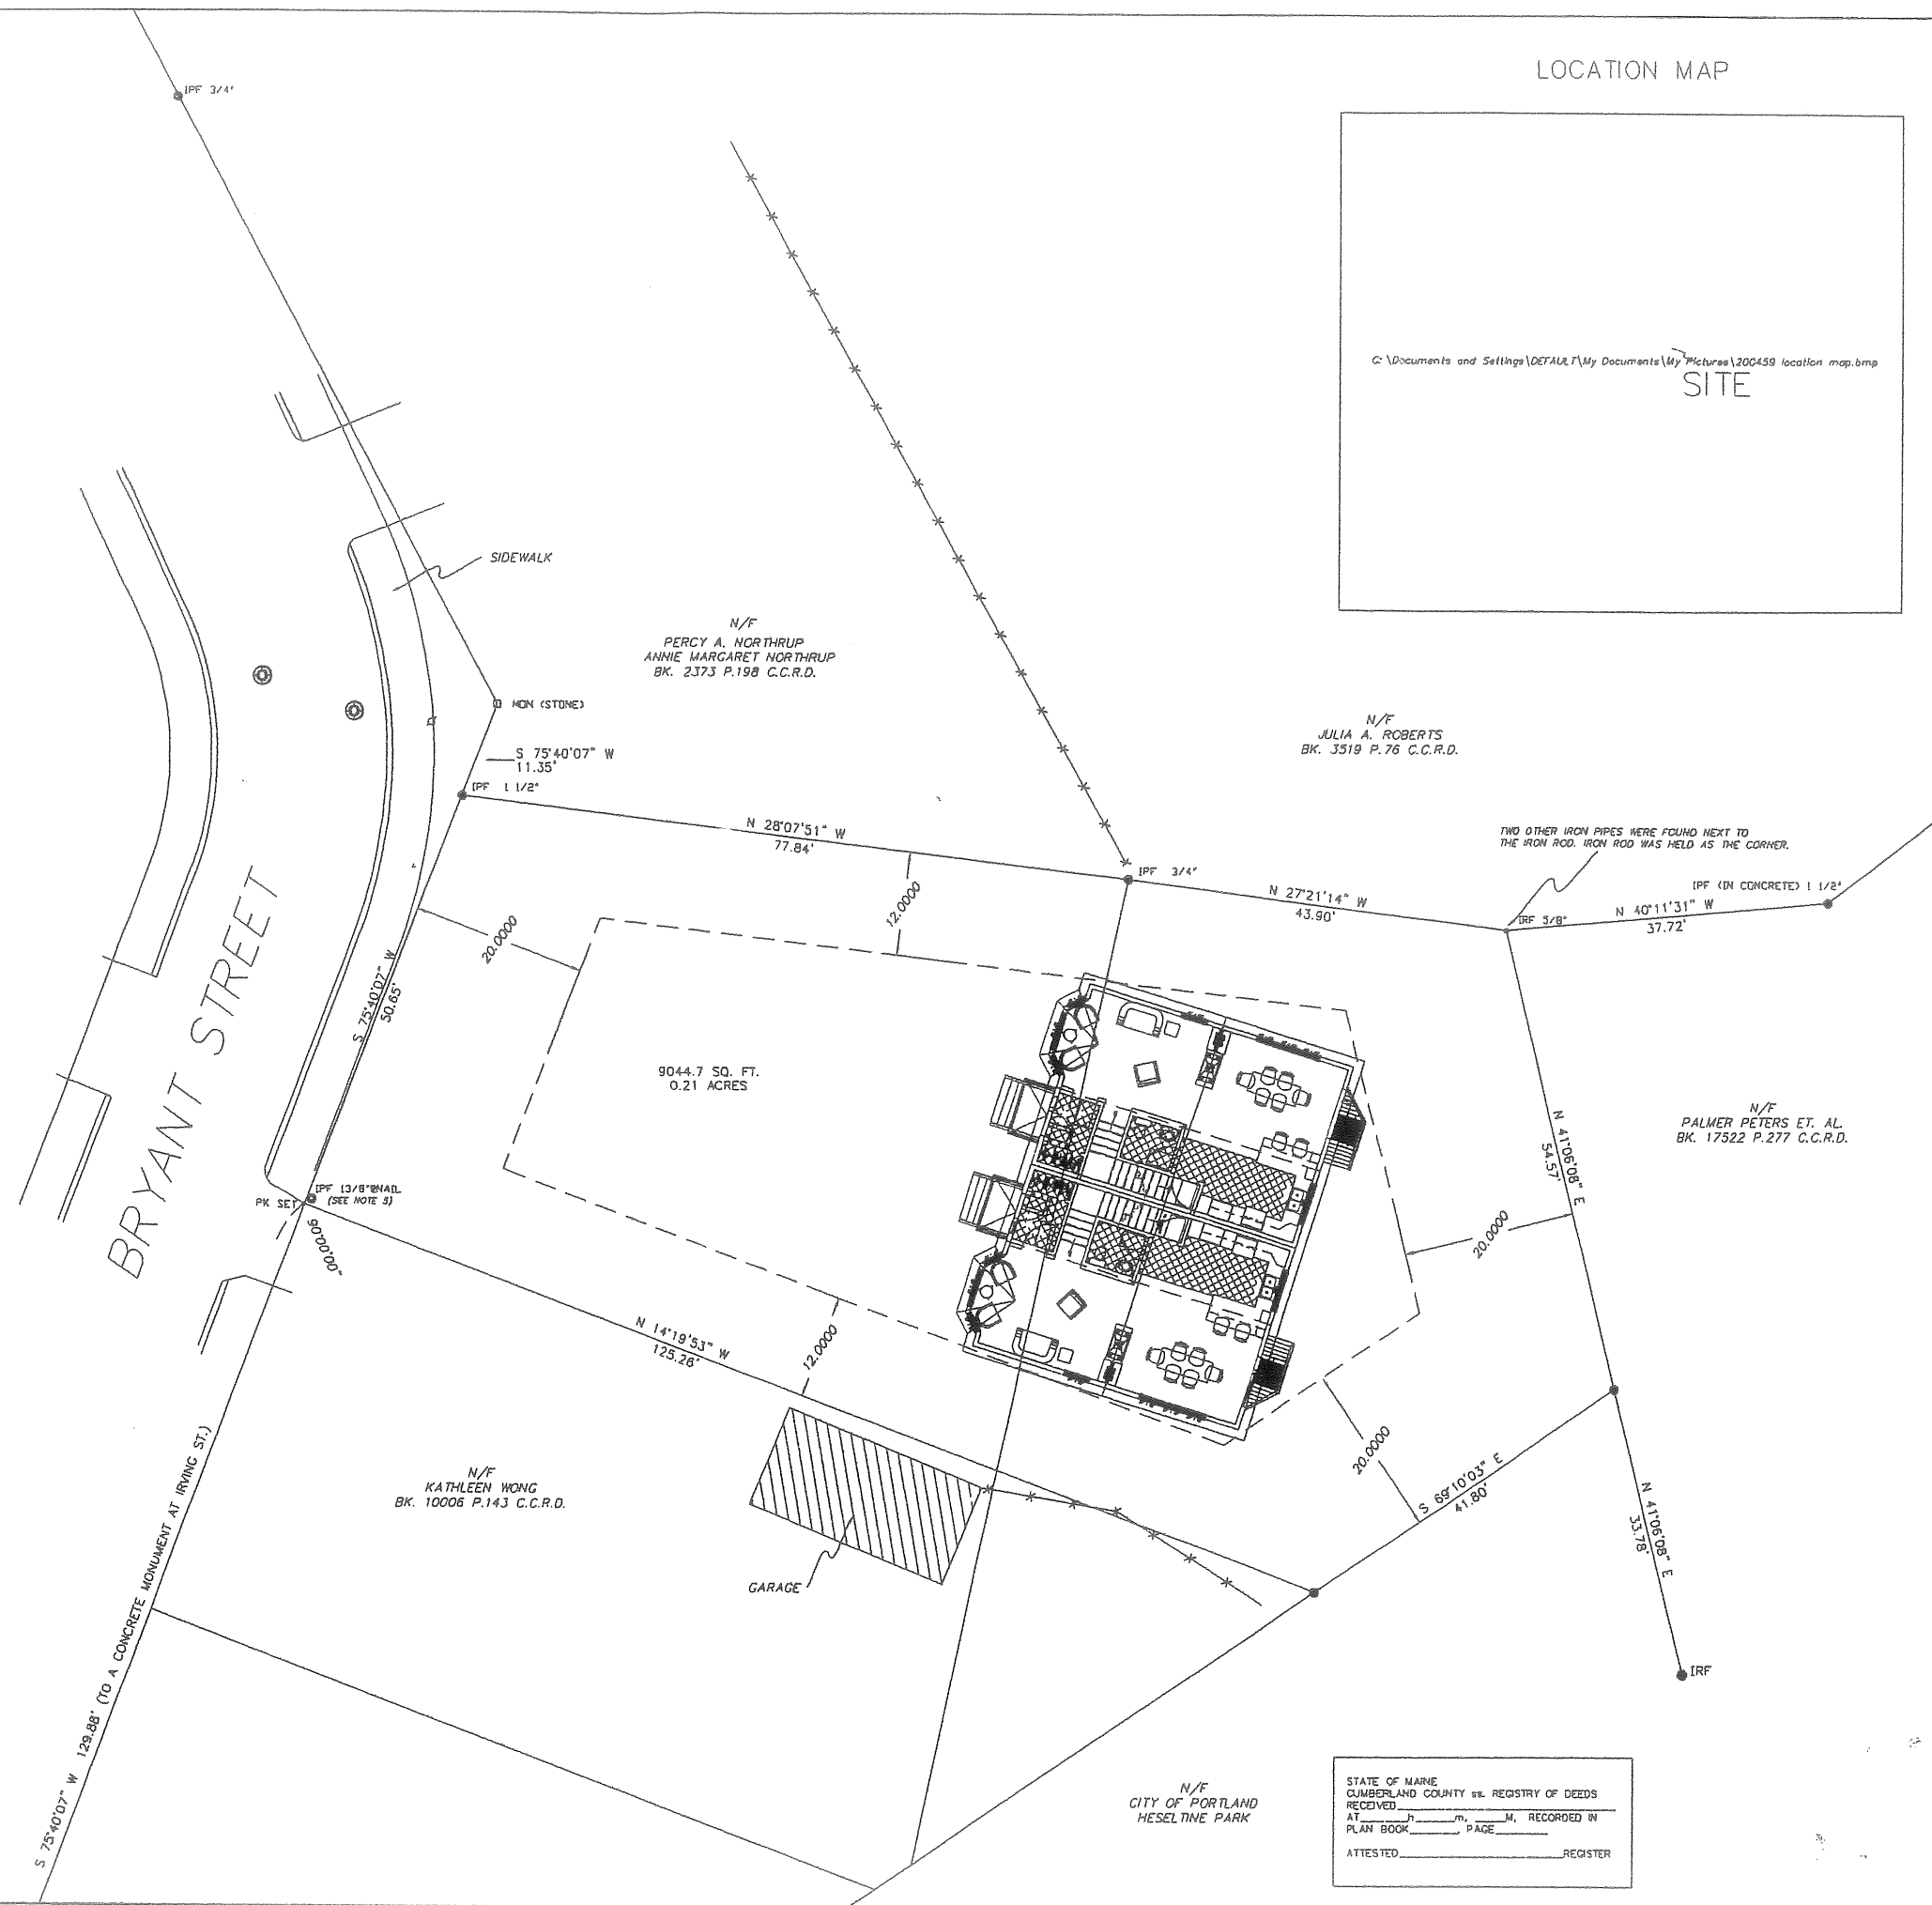 LOCATION MAP
IPF 3/4"
C:\Documents and Settings\DEFAULT\My Documents\My Pictures\200459 location map.bmp
SITE
SIDEWALK
N/F
PERCY A. NORTHRUP
ANNIE MARGARET NORTHRUP
BK. 2373 P.198 C.C.R.D.
MON (STONE)
N/F
JULIA A. ROBERTS
BK. 3519 P.76 C.C.R.D.
S 75°40'07" W
11.35'
IPF 1 1/2"
N 28°07'51" W
77.84'
TWO OTHER IRON PIPES WERE FOUND NEXT TO
THE IRON ROD. IRON ROD WAS HELD AS THE CORNER.
IPF 3/4"
N 27°21'14" W
43.90'
IPF (IN CONCRETE) 1 1/2"
IRF 5/8"
N 40°11'31" W
37.72'
12.0000
20.0000
S 75°40'07" W
50.65'
BRYANT STREET
9044.7 SQ. FT.
0.21 ACRES
N/F
PALMER PETERS ET. AL.
BK. 17522 P.277 C.C.R.D.
N 41°06'08" E
54.57'
20.0000
PK SET
(SEE NOTE 5)
90°00'00"
N 14°19'53" W
125.26'
12.0000
20.0000
S 69°10'03" E
41.80'
N/F
KATHLEEN WONG
BK. 10006 P.143 C.C.R.D.
GARAGE
N 41°06'08" E
33.78'
IRF
S 75°40'07" W 129.88' (TO A CONCRETE MONUMENT AT IRVING ST.)
N/F
CITY OF PORTLAND
HESELTINE PARK
STATE OF MAINE
CUMBERLAND COUNTY ss. REGISTRY OF DEEDS
RECEIVED
AT h m, M, RECORDED IN
PLAN BOOK , PAGE
ATTESTED REGISTER